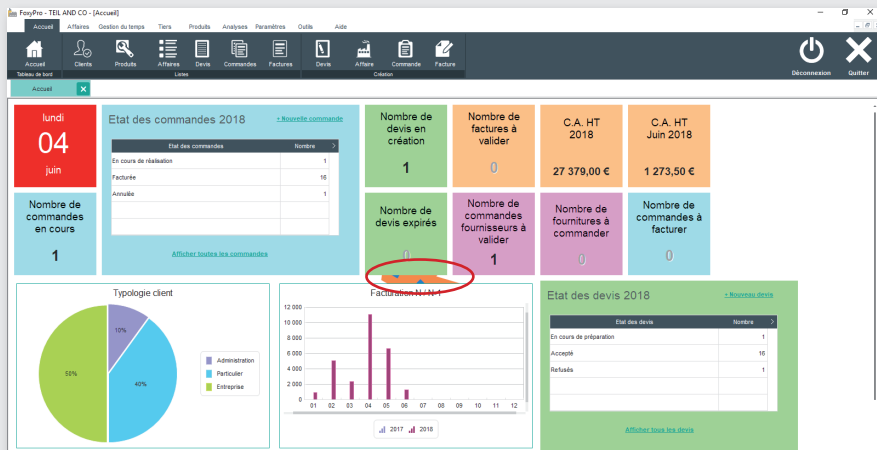 FoxyPro - TEIL AND CO - [Accueil]
Accueil Affaires Gestion du temps Tiers Produits Analyses Paramètres Outils Aide
Accueil Clients Produits Affaires Devis Commandes Factures Devis Affaire Commande Facture Déconnexion Quitter
Tableau de bord Listes Création
Accueil
lundi
04
juin
Etat des commandes 2018 + Nouvelle commande
Etat des commandes Nombre
En cours de réalisation 1
Facturée 16
Annulée 1
Afficher toutes les commandes
Nombre de
devis en
création
1
Nombre de
factures à
valider
0
C.A. HT
2018
27 379,00 €
C.A. HT
Juin 2018
1 273,50 €
Nombre de
commandes
en cours
1
Nombre de
devis expirés
0
Nombre de
commandes
fournisseurs à
valider
1
Nombre de
fournitures à
commander
0
Nombre de
commandes à
facturer
0
Typologie client
10%
50%
40%
Administration
Particulier
Entreprise
Facturation N / N-1
12 000
10 000
8 000
6 000
4 000
2 000
0
01 02 03 04 05 06 07 08 09 10 11 12
2017 2018
Etat des devis 2018 + Nouveau devis
Etat des devis Nombre
En cours de préparation 1
Accepté 16
Refusés 1
Afficher tous les devis